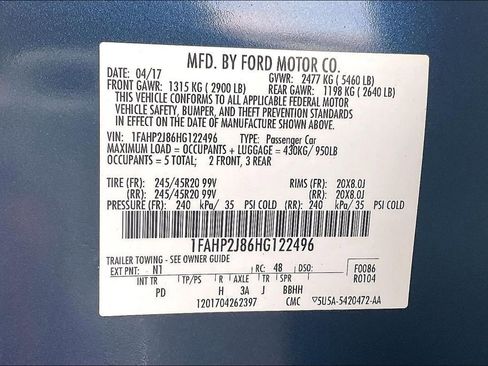 MFD. BY FORD MOTOR CO.
DATE: 04/17 GVWR: 2477 KG ( 5460 LB)
FRONT GAWR: 1315 KG ( 2900 LB) REAR GAWR: 1198 KG ( 2640 LB)
THIS VEHICLE CONFORMS TO ALL APPLICABLE FEDERAL MOTOR
VEHICLE SAFETY, BUMPER, AND THEFT PREVENTION STANDARDS
IN EFFECT ON THE DATE OF MANUFACTURE SHOWN ABOVE.
VIN: 1FAHP2J86HG122496 TYPE: Passenger Car
MAXIMUM LOAD = OCCUPANTS + LUGGAGE = 430KG/ 950LB
OCCUPANTS = 5 TOTAL; 2 FRONT, 3 REAR
TIRE (FR): 245/45R20 99V RIMS (FR): 20X8.0J
(RR): 245/45R20 99V (RR): 20X8.0J
PRESSURE (FR): 240 kPa/ 35 PSI COLD (RR): 240 kPa/ 35 PSI COLD
1FAHP2J86HG122496
TRAILER TOWING - SEE OWNER GUIDE
EXT PNT: N1 RC: 48 DSO: F0086
INT TR TP/PS R AXLE TR SPR R0104
PD H 3A J BBHH
1201704262397 CMC 5U5A-5420472-AA